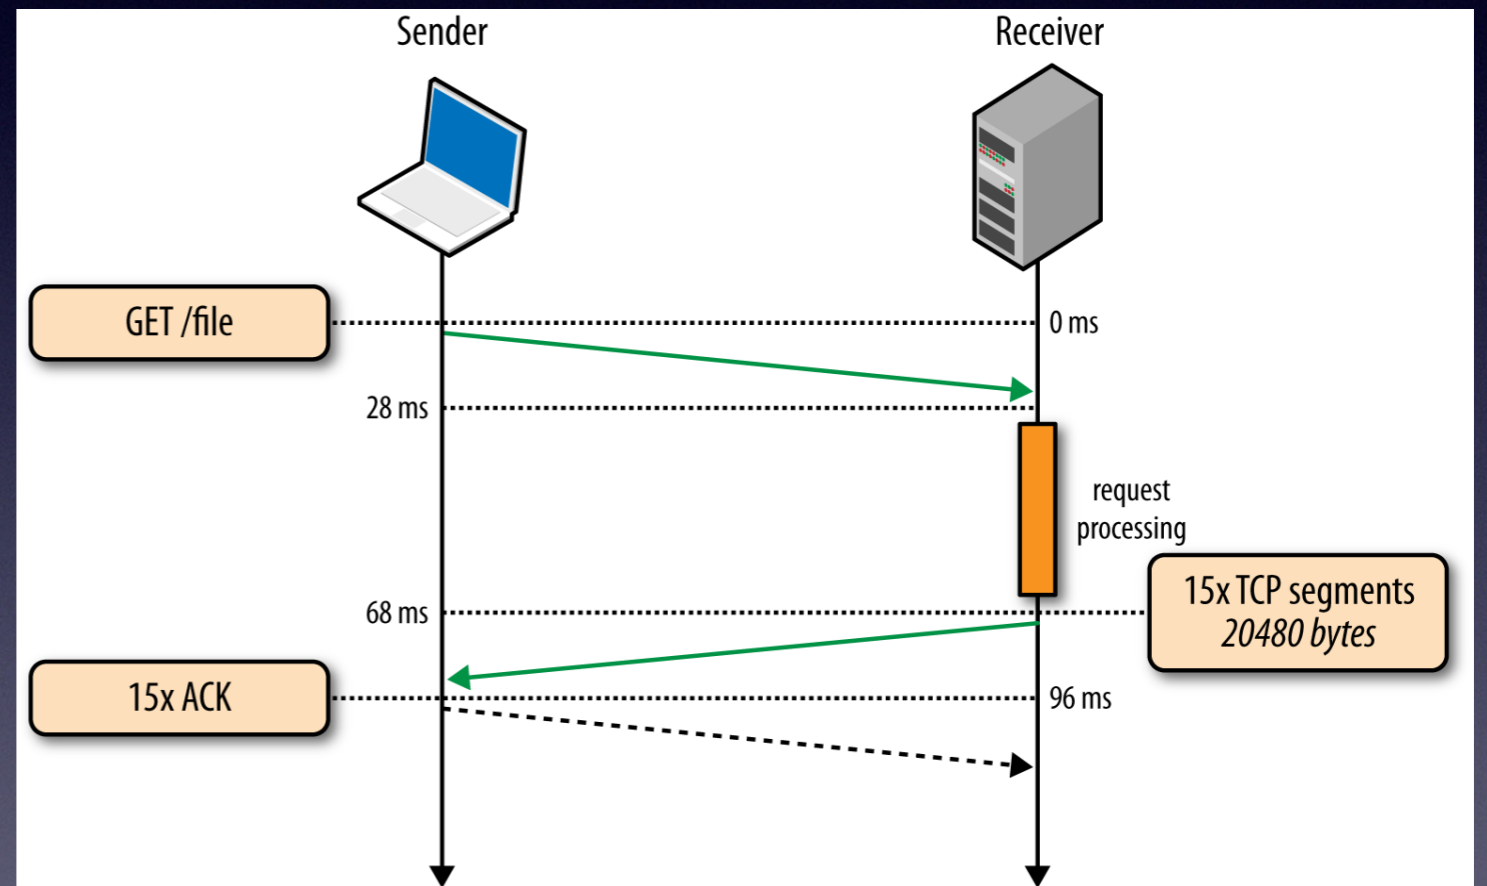 Sender
Receiver
GET /file
0 ms
28 ms
request
processing
68 ms
15x TCP segments
20480 bytes
15x ACK
96 ms